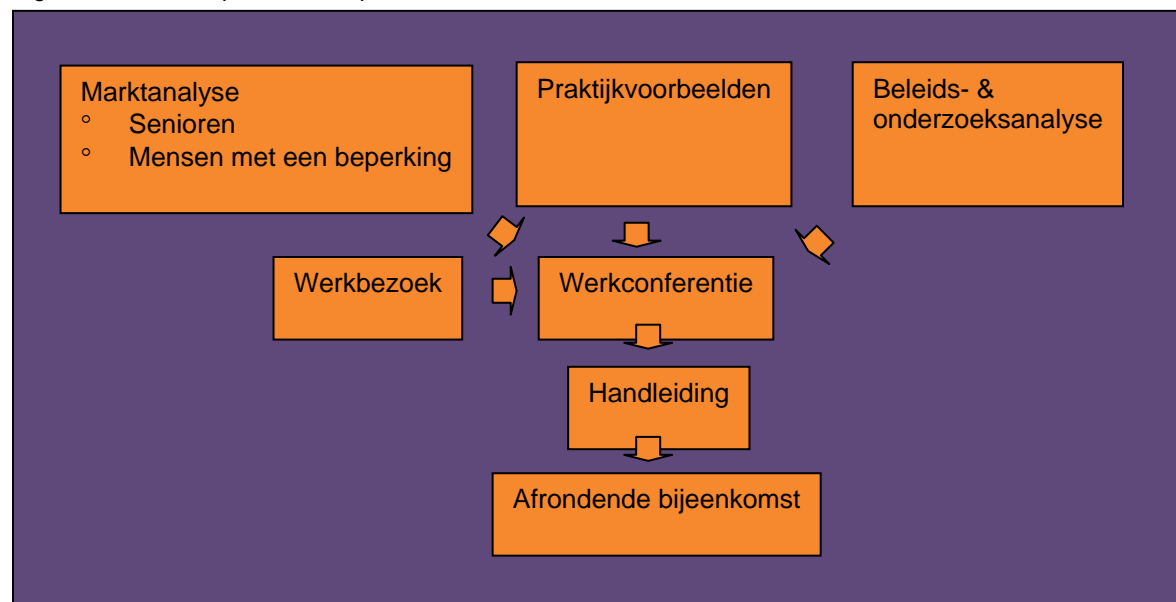 Marktanalyse
° Senioren
° Mensen met een beperking
Praktijkvoorbeelden
Beleids- &
onderzoeksanalyse
Werkbezoek
Werkconferentie
Handleiding
Afrondende bijeenkomst